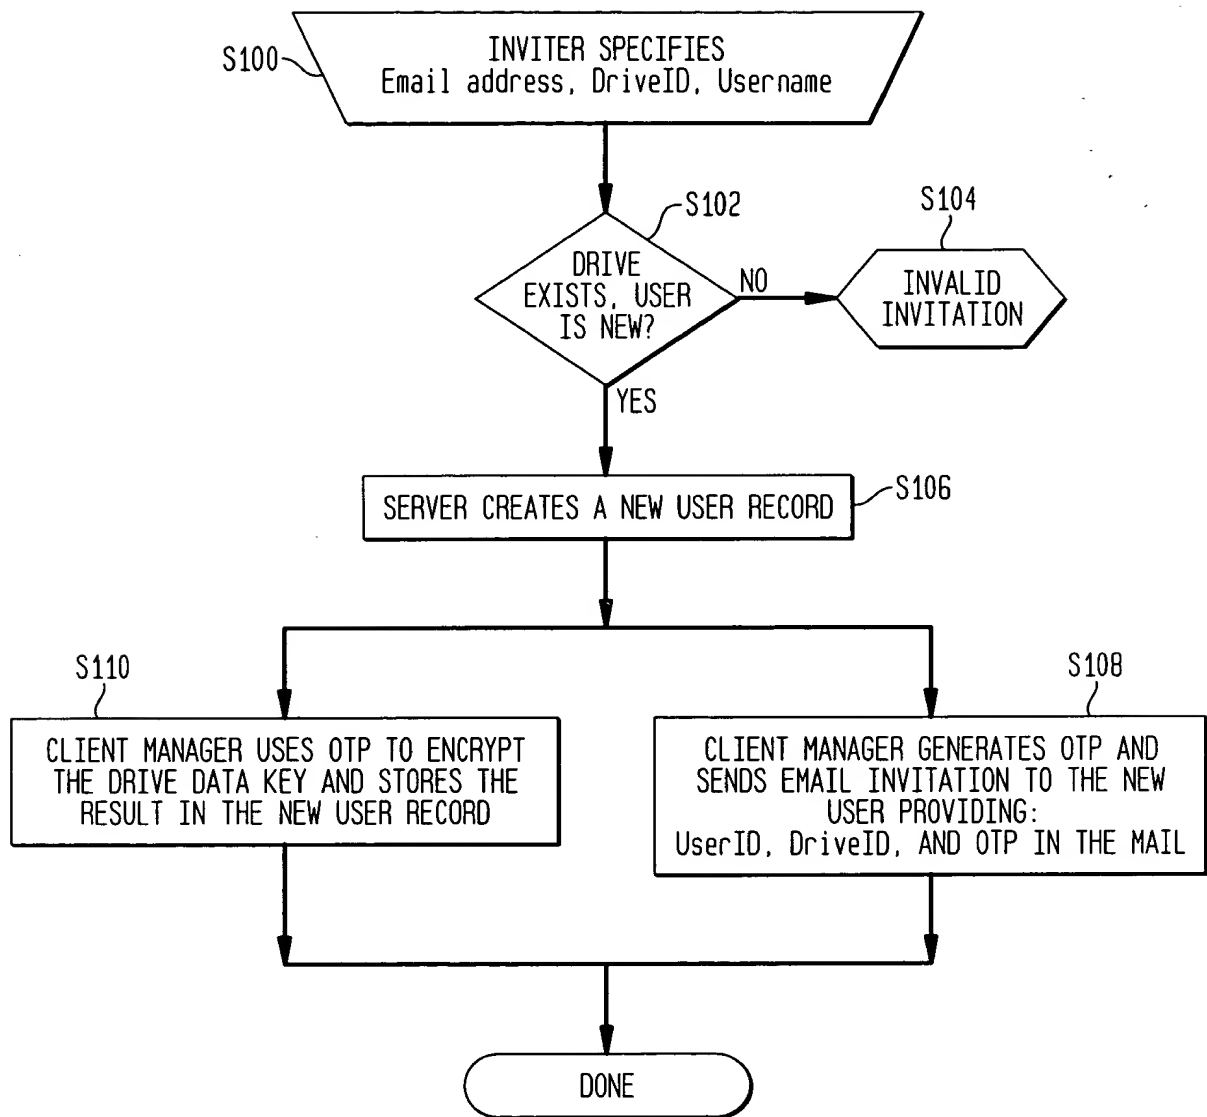 S100
INVITER SPECIFIES
Email address, DriveID, Username
S102
DRIVE
EXISTS, USER
IS NEW?
NO
S104
INVALID
INVITATION
YES
SERVER CREATES A NEW USER RECORD
S106
S110
CLIENT MANAGER USES OTP TO ENCRYPT
THE DRIVE DATA KEY AND STORES THE
RESULT IN THE NEW USER RECORD
S108
CLIENT MANAGER GENERATES OTP AND
SENDS EMAIL INVITATION TO THE NEW
USER PROVIDING:
UserID, DriveID, AND OTP IN THE MAIL
DONE